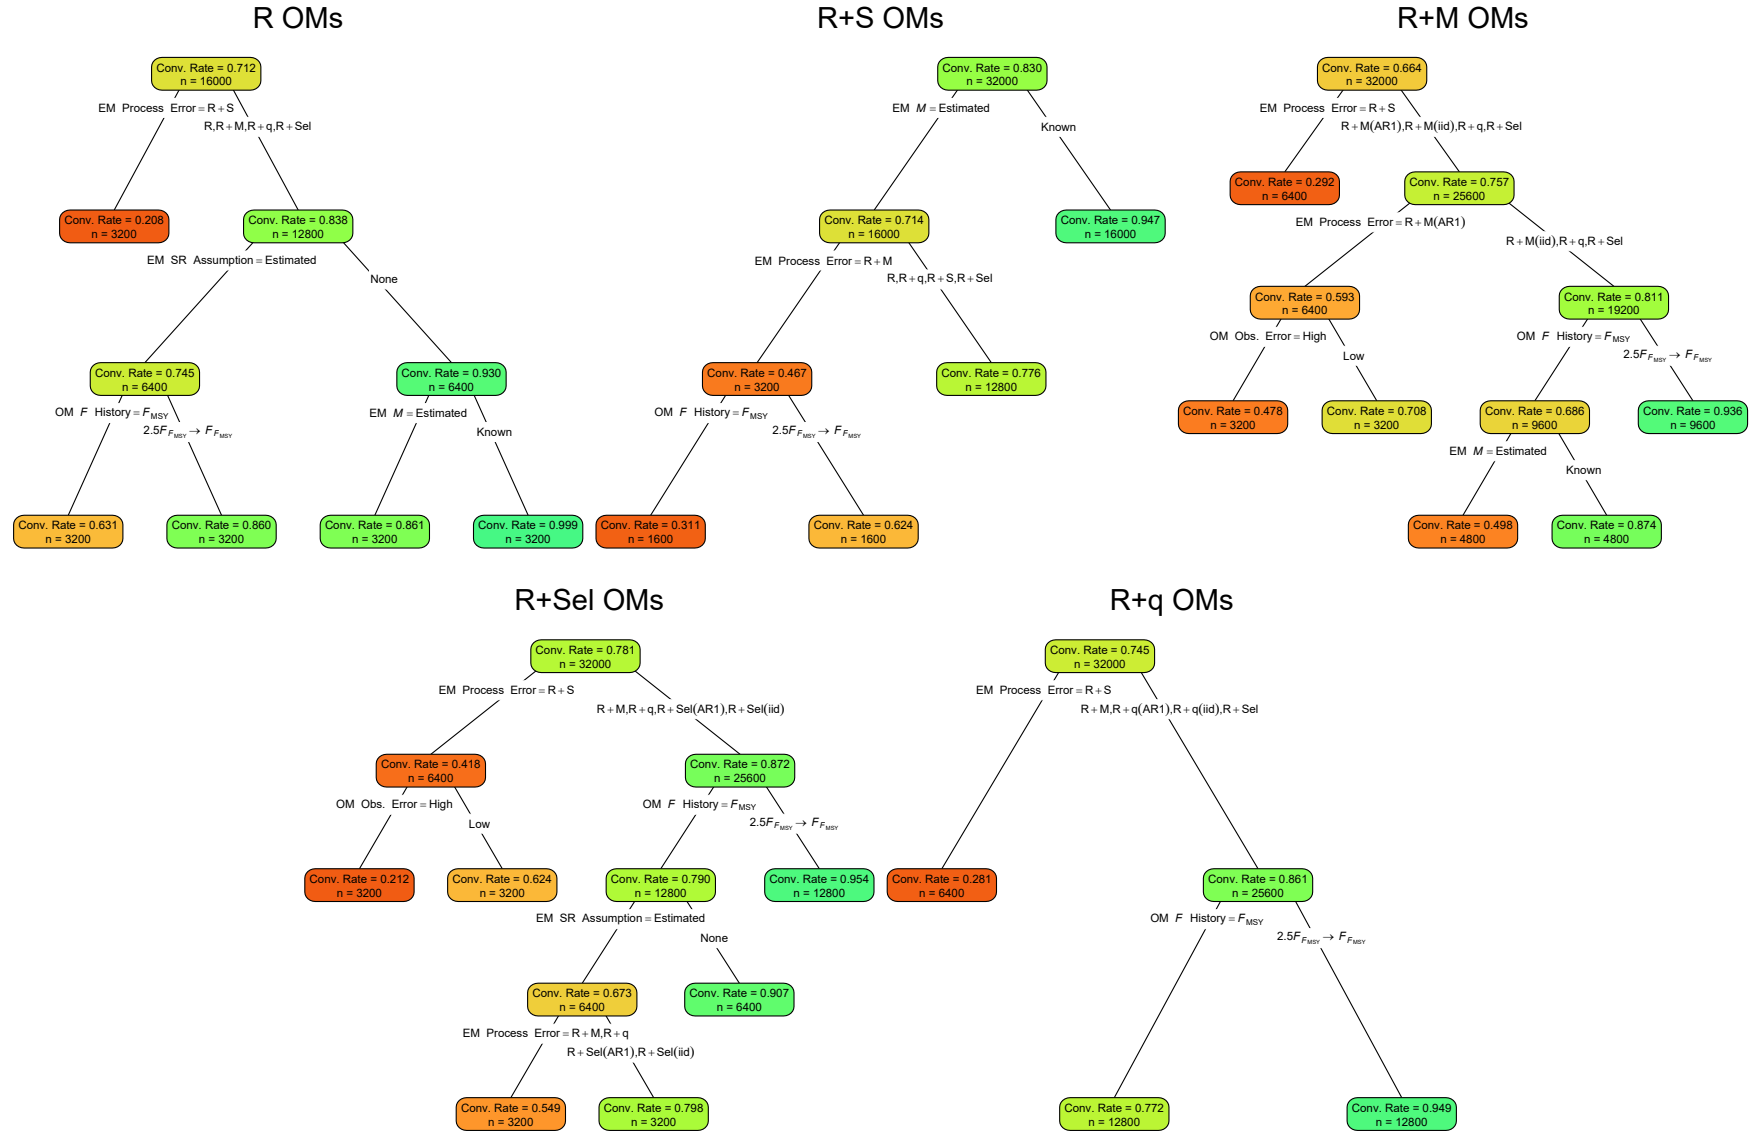 R OMs
Conv. Rate = 0.712
n = 16000
EM Process Error = R + S
R,R + M,R + q,R + Sel
Conv. Rate = 0.208
n = 3200
Conv. Rate = 0.838
n = 12800
EM SR Assumption = Estimated
None
Conv. Rate = 0.745
n = 6400
Conv. Rate = 0.930
n = 6400
OM F History = F_MSY
2.5F_F_MSY → F_F_MSY
EM M = Estimated
Known
Conv. Rate = 0.631
n = 3200
Conv. Rate = 0.860
n = 3200
Conv. Rate = 0.861
n = 3200
Conv. Rate = 0.999
n = 3200
R+S OMs
Conv. Rate = 0.830
n = 32000
EM M = Estimated
Known
Conv. Rate = 0.714
n = 16000
Conv. Rate = 0.947
n = 16000
EM Process Error = R + M
R,R + q,R + S,R + Sel
Conv. Rate = 0.467
n = 3200
Conv. Rate = 0.776
n = 12800
OM F History = F_MSY
2.5F_F_MSY → F_F_MSY
Conv. Rate = 0.311
n = 1600
Conv. Rate = 0.624
n = 1600
R+M OMs
Conv. Rate = 0.664
n = 32000
EM Process Error = R + S
R + M(AR1),R + M(iid),R + q,R + Sel
Conv. Rate = 0.292
n = 6400
Conv. Rate = 0.757
n = 25600
EM Process Error = R + M(AR1)
R + M(iid),R + q,R + Sel
Conv. Rate = 0.593
n = 6400
Conv. Rate = 0.811
n = 19200
OM Obs. Error = High
Low
OM F History = F_MSY
2.5F_F_MSY → F_F_MSY
Conv. Rate = 0.478
n = 3200
Conv. Rate = 0.708
n = 3200
Conv. Rate = 0.686
n = 9600
Conv. Rate = 0.936
n = 9600
EM M = Estimated
Known
Conv. Rate = 0.498
n = 4800
Conv. Rate = 0.874
n = 4800
R+Sel OMs
Conv. Rate = 0.781
n = 32000
EM Process Error = R + S
R + M,R + q,R + Sel(AR1),R + Sel(iid)
Conv. Rate = 0.418
n = 6400
Conv. Rate = 0.872
n = 25600
OM Obs. Error = High
Low
OM F History = F_MSY
2.5F_F_MSY → F_F_MSY
Conv. Rate = 0.212
n = 3200
Conv. Rate = 0.624
n = 3200
Conv. Rate = 0.790
n = 12800
Conv. Rate = 0.954
n = 12800
EM SR Assumption = Estimated
None
Conv. Rate = 0.673
n = 6400
Conv. Rate = 0.907
n = 6400
EM Process Error = R + M,R + q
R + Sel(AR1),R + Sel(iid)
Conv. Rate = 0.549
n = 3200
Conv. Rate = 0.798
n = 3200
R+q OMs
Conv. Rate = 0.745
n = 32000
EM Process Error = R + S
R + M,R + q(AR1),R + q(iid),R + Sel
Conv. Rate = 0.281
n = 6400
Conv. Rate = 0.861
n = 25600
OM F History = F_MSY
2.5F_F_MSY → F_F_MSY
Conv. Rate = 0.772
n = 12800
Conv. Rate = 0.949
n = 12800